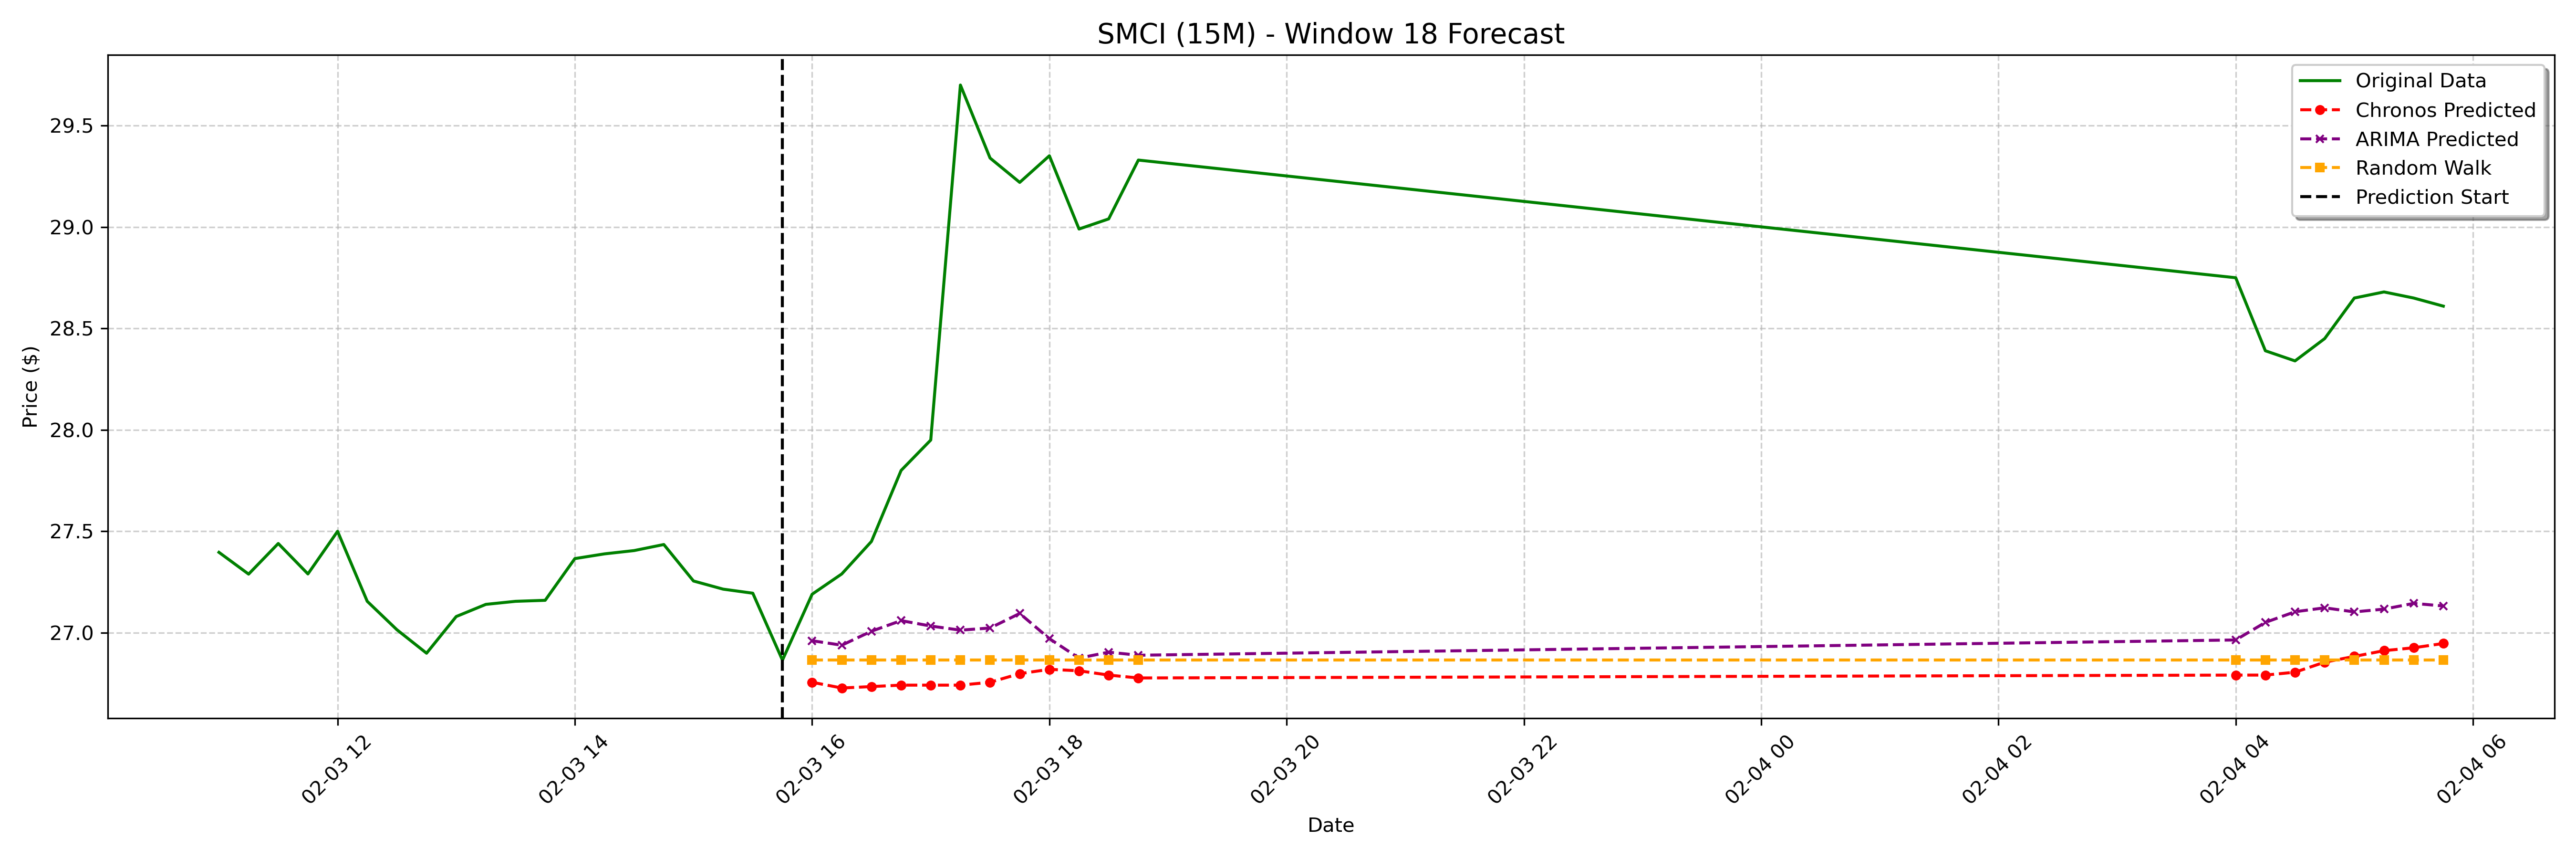 SMCI (15M) - Window 18 Forecast
Original Data
Chronos Predicted
ARIMA Predicted
Random Walk
Prediction Start
Price ($)
29.5
29.0
28.5
28.0
27.5
27.0
02-03 12
02-03 14
02-03 16
02-03 18
02-03 20
02-03 22
02-04 00
02-04 02
02-04 04
02-04 06
Date